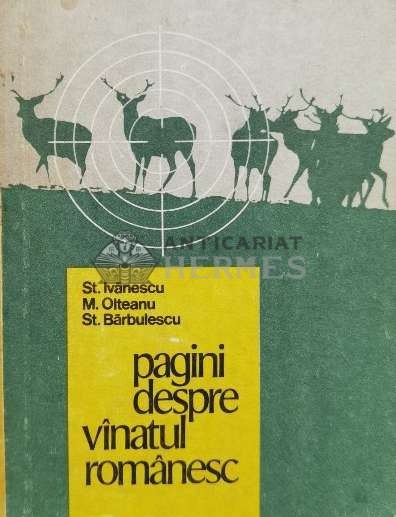 ANTICARIAT
HERMES
St. Ivănescu
M. Olteanu
St. Bărbulescu
pagini
despre
vînatul
românesc